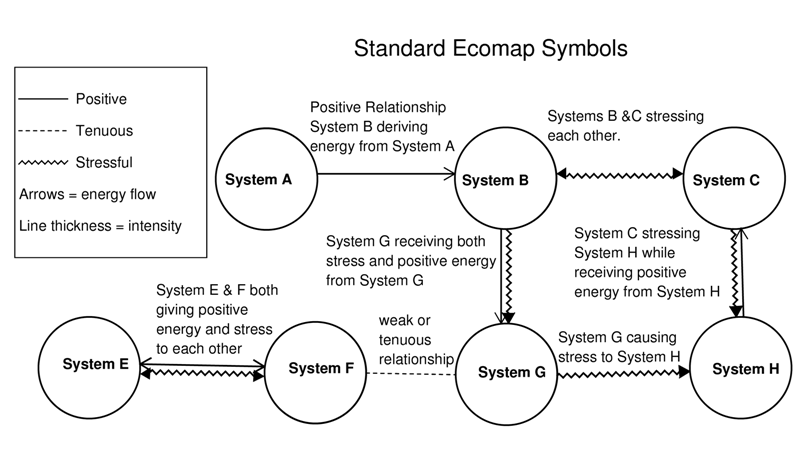 Standard Ecomap Symbols
Positive
Tenuous
Stressful
Arrows = energy flow
Line thickness = intensity
Positive Relationship
System B deriving
energy from System A
Systems B &C stressing
each other.
System A
System B
System C
System G receiving both
stress and positive energy
from System G
System C stressing
System H while
receiving positive
energy from System H
System E & F both
giving positive
energy and stress
to each other
weak or
tenuous
relationship
System G causing
stress to System H
System E
System F
System G
System H